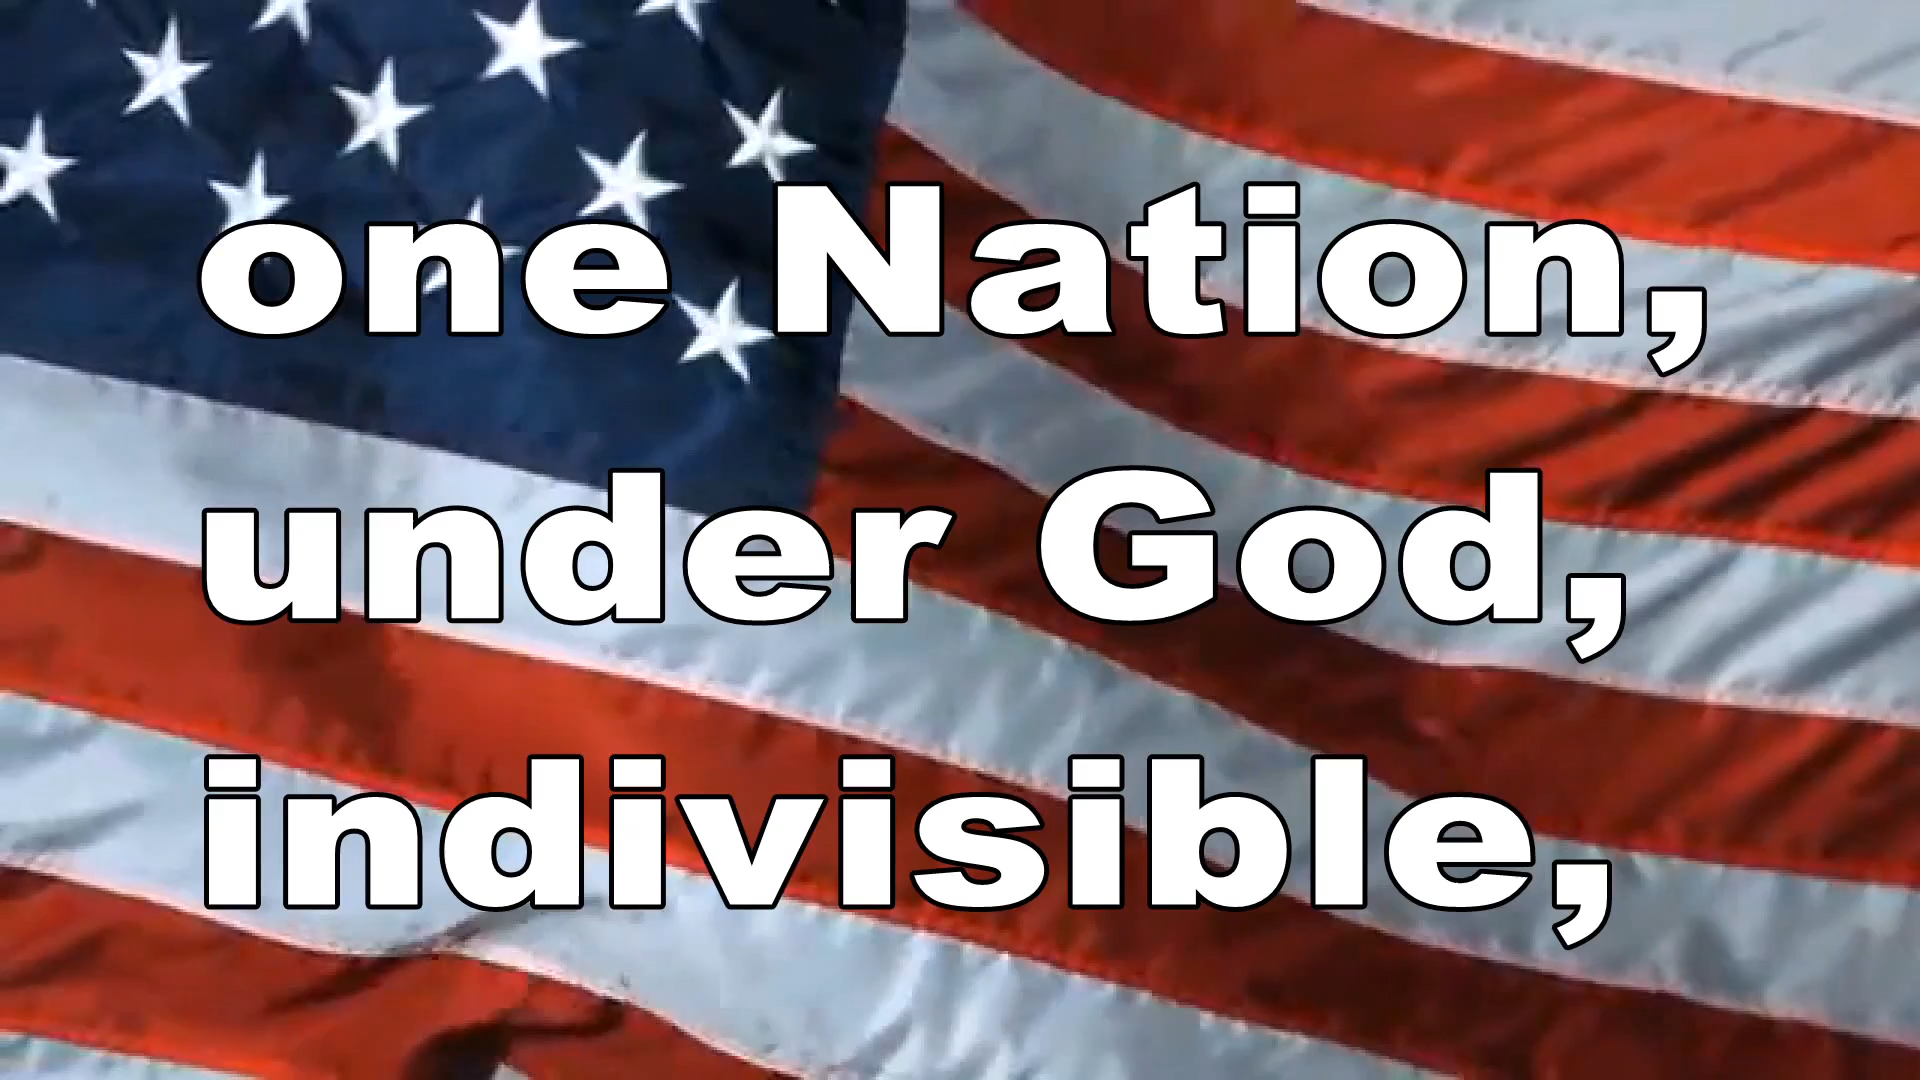 one Nation,
under God,
indivisible,